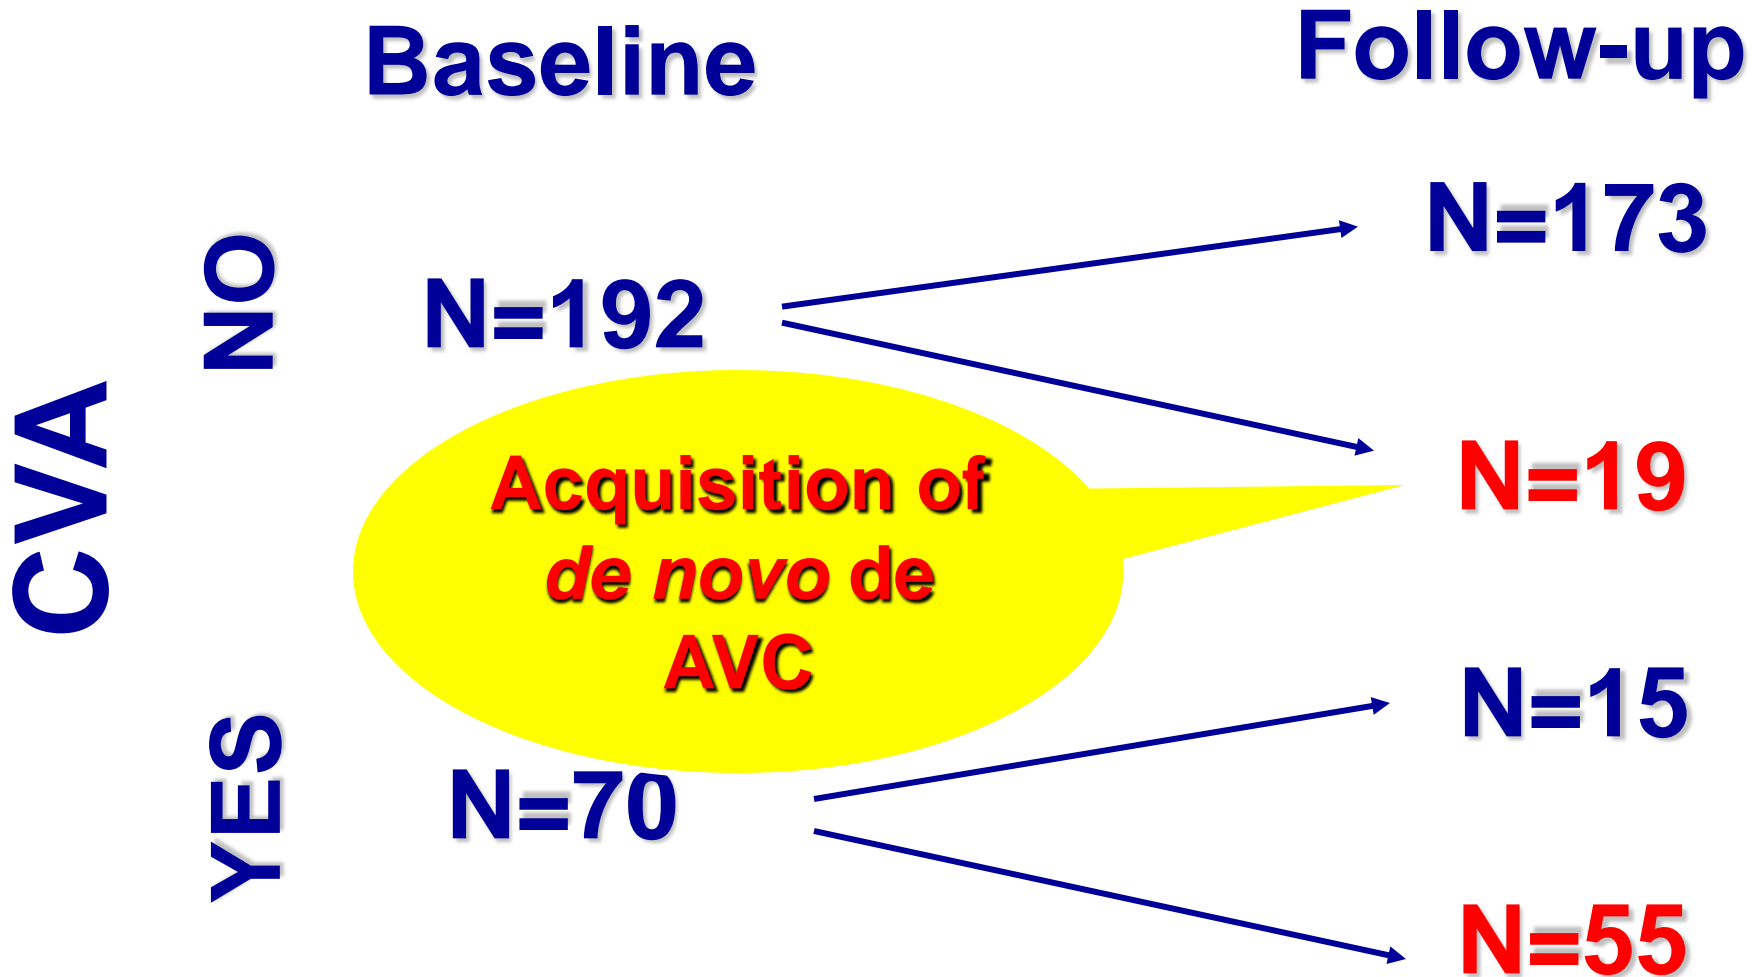 Baseline
Follow-up
N=173
NO
N=192
CVA
Acquisition of
de novo de
AVC
N=19
N=15
YES
N=70
N=55